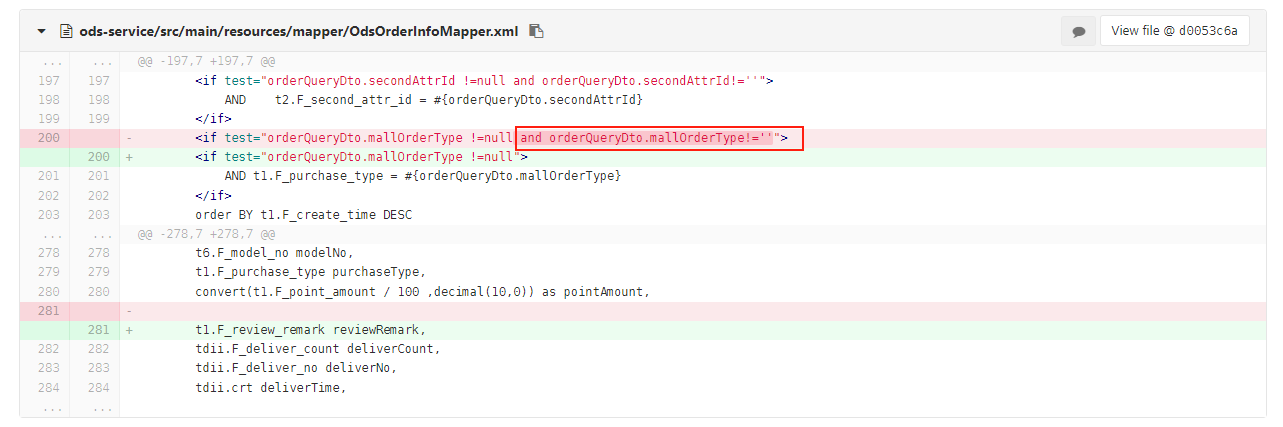 ods-service/src/main/resources/mapper/OdsOrderInfoMapper.xml View file @ d0053c6a
... ... @@ -197,7 +197,7 @@
197 197 <if test="orderQueryDto.secondAttrId !=null and orderQueryDto.secondAttrId!=''">
198 198 AND t2.F_second_attr_id = #{orderQueryDto.secondAttrId}
199 199 </if>
200 - <if test="orderQueryDto.mallOrderType !=null and orderQueryDto.mallOrderType!=''">
200 + <if test="orderQueryDto.mallOrderType !=null">
201 201 AND t1.F_purchase_type = #{orderQueryDto.mallOrderType}
202 202 </if>
203 203 order BY t1.F_create_time DESC
... ... @@ -278,7 +278,7 @@
278 278 t6.F_model_no modelNo,
279 279 t1.F_purchase_type purchaseType,
280 280 convert(t1.F_point_amount / 100 ,decimal(10,0)) as pointAmount,
281 -
281 + t1.F_review_remark reviewRemark,
282 282 tdii.F_deliver_count deliverCount,
283 283 tdii.F_deliver_no deliverNo,
284 284 tdii.crt deliverTime,
... ...